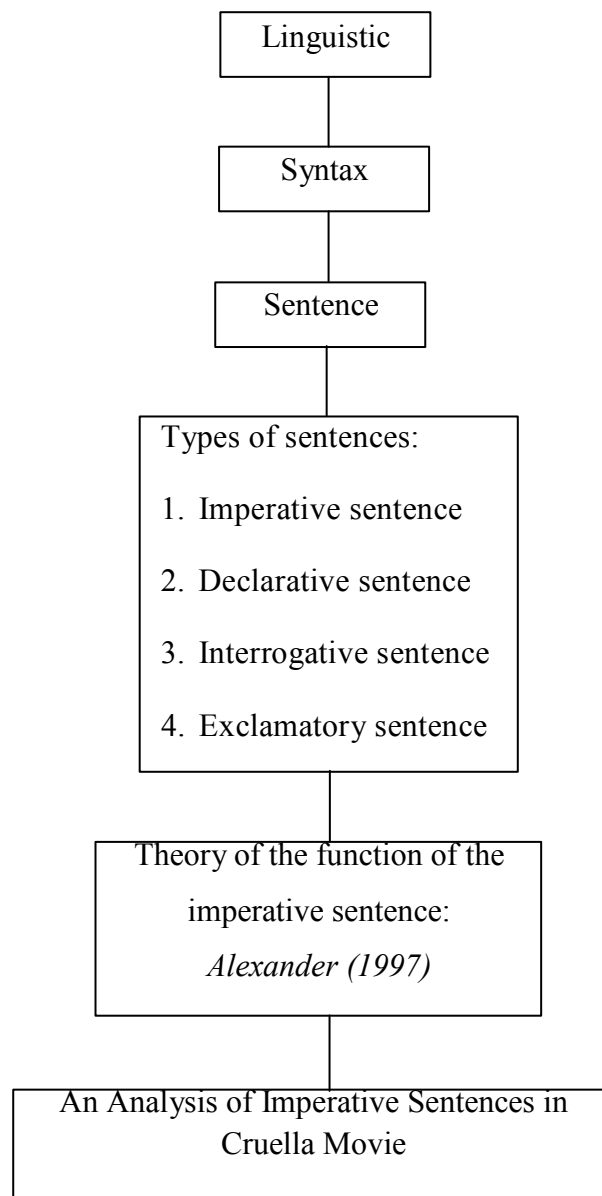 Linguistic
Syntax
Sentence
Types of sentences:
1. Imperative sentence
2. Declarative sentence
3. Interrogative sentence
4. Exclamatory sentence
Theory of the function of the
imperative sentence:
Alexander (1997)
An Analysis of Imperative Sentences in
Cruella Movie